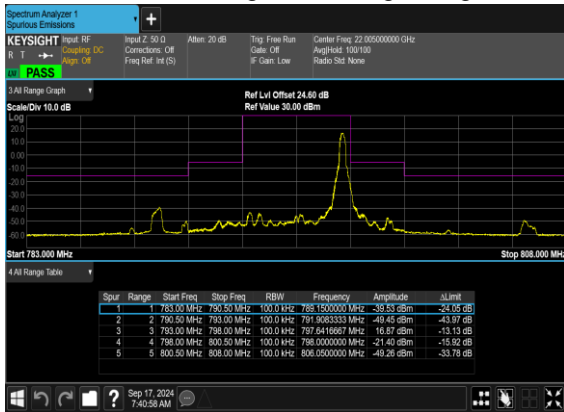 Spectrum Analyzer 1
Spurious Emissions
+
KEYSIGHT Input: RF Input Z: 50 Ω Atten: 20 dB Trig: Free Run Center Freq: 22.005000000 GHz
R T Coupling: DC Corrections: Off Gate: Off Avg|Hold: 100/100
Align: Off Freq Ref: Int (S) IF Gain: Low Radio Std: None
PASS
3 All Range Graph
Ref Lvl Offset 24.60 dB
Scale/Div 10.0 dB Ref Value 30.00 dBm
Log
20.0
10.0
0.00
-10.0
-20.0
-30.0
-40.0
-50.0
-60.0
Start 783.000 MHz Stop 808.000 MHz
4 All Range Table
Spur Range Start Freq Stop Freq RBW Frequency Amplitude ΔLimit
1 1 783.00 MHz 790.50 MHz 100.0 kHz 789.1500000 MHz -39.53 dBm -24.05 dB
2 2 790.50 MHz 793.00 MHz 100.0 kHz 791.9083333 MHz -49.45 dBm -43.97 dB
3 3 793.00 MHz 798.00 MHz 100.0 kHz 797.6416667 MHz 16.87 dBm -13.13 dB
4 4 798.00 MHz 800.50 MHz 100.0 kHz 798.0000000 MHz -21.40 dBm -15.92 dB
5 5 800.50 MHz 808.00 MHz 100.0 kHz 806.0500000 MHz -49.26 dBm -33.78 dB
? Sep 17, 2024
7:40:58 AM